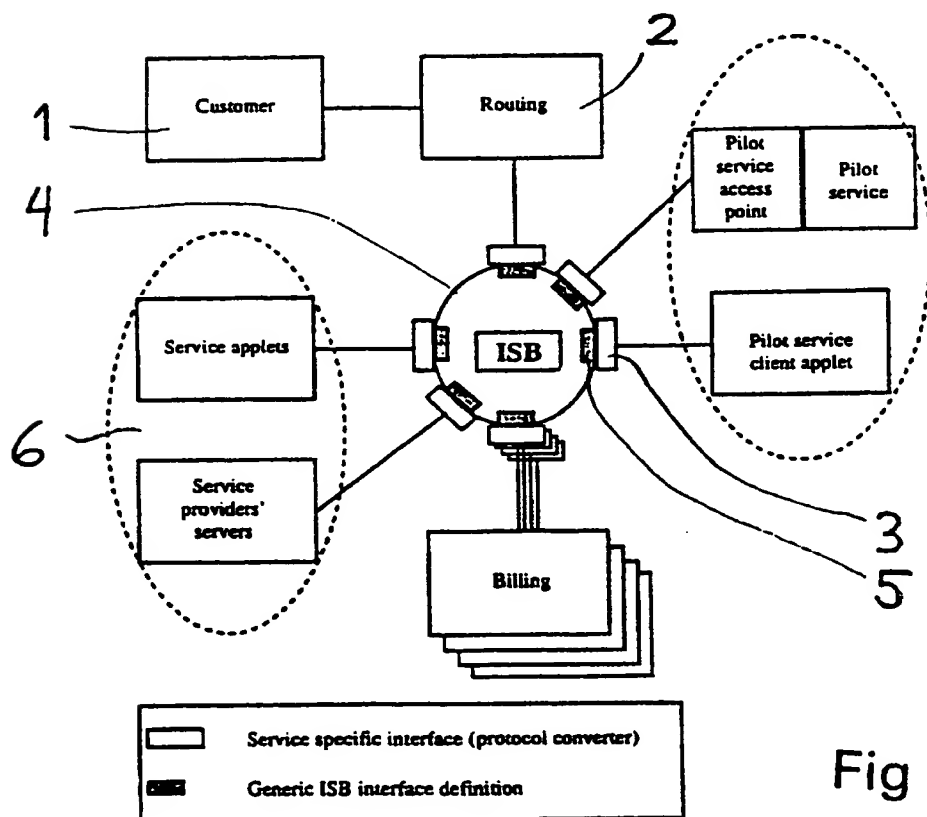 2
Customer
Routing
1
Pilot
service
access
point
Pilot
service
4
Service applets
ISB
Pilot service
client applet
6
Service
providers'
servers
3
5
Billing
Service specific interface (protocol converter)
Generic ISB interface definition
Fig